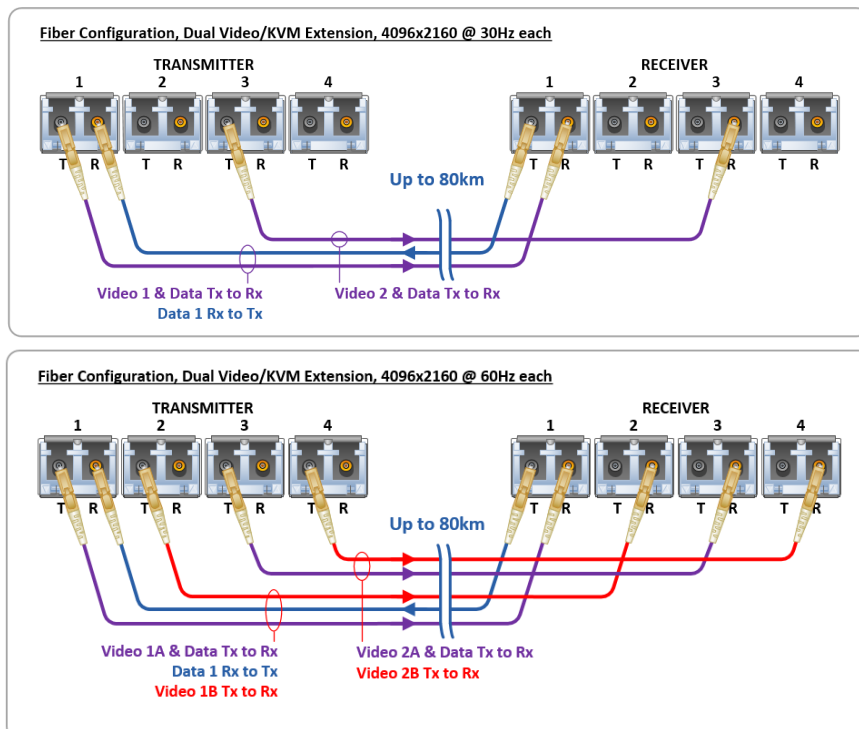 Fiber Configuration, Dual Video/KVM Extension, 4096x2160 @ 30Hz each
TRANSMITTER
RECEIVER
1 2 3 4
1 2 3 4
T R T R T R T R
T R T R T R T R
Up to 80km
Video 1 & Data Tx to Rx
Data 1 Rx to Tx
Video 2 & Data Tx to Rx
Fiber Configuration, Dual Video/KVM Extension, 4096x2160 @ 60Hz each
TRANSMITTER
RECEIVER
1 2 3 4
1 2 3 4
T R T R T R T R
T R T R T R T R
Up to 80km
Video 1A & Data Tx to Rx
Data 1 Rx to Tx
Video 1B Tx to Rx
Video 2A & Data Tx to Rx
Video 2B Tx to Rx